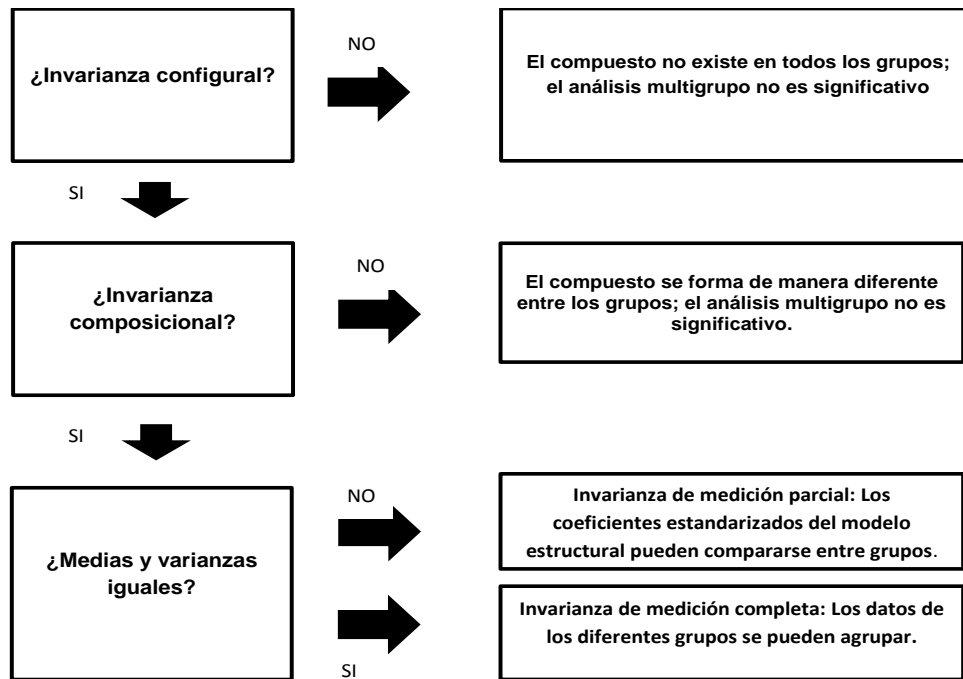 NO
¿Invarianza configural?
El compuesto no existe en todos los grupos;
el análisis multigrupo no es significativo
SI
NO
¿Invarianza
composicional?
El compuesto se forma de manera diferente
entre los grupos; el análisis multigrupo no es
significativo.
SI
NO
¿Medias y varianzas
iguales?
Invarianza de medición parcial: Los
coeficientes estandarizados del modelo
estructural pueden compararse entre grupos.
Invarianza de medición completa: Los datos de
los diferentes grupos se pueden agrupar.
SI